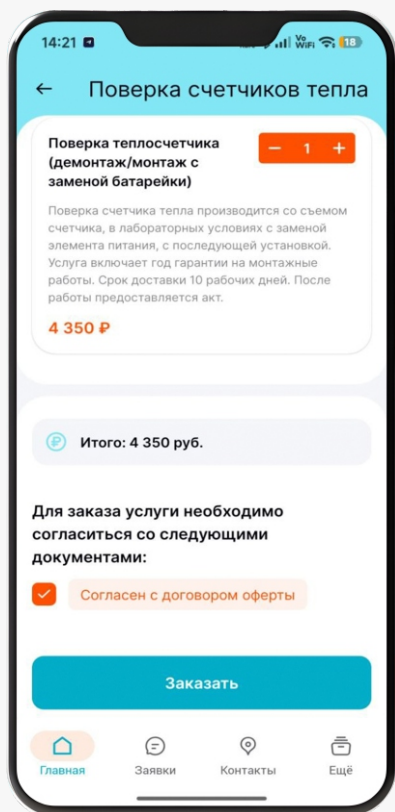 14:21
Vo
WiFi
18
Поверка счетчиков тепла
Поверка теплосчетчика
(демонтаж/монтаж с
заменой батарейки)
− 1 +
Поверка счетчика тепла производится со съемом
счетчика, в лабораторных условиях с заменой
элемента питания, с последующей установкой.
Услуга включает год гарантии на монтажные
работы. Срок доставки 10 рабочих дней. После
работы предоставляется акт.
4 350 ₽
Итого: 4 350 руб.
Для заказа услуги необходимо
согласиться со следующими
документами:
Согласен с договором оферты
Заказать
Главная Заявки Контакты Ещё